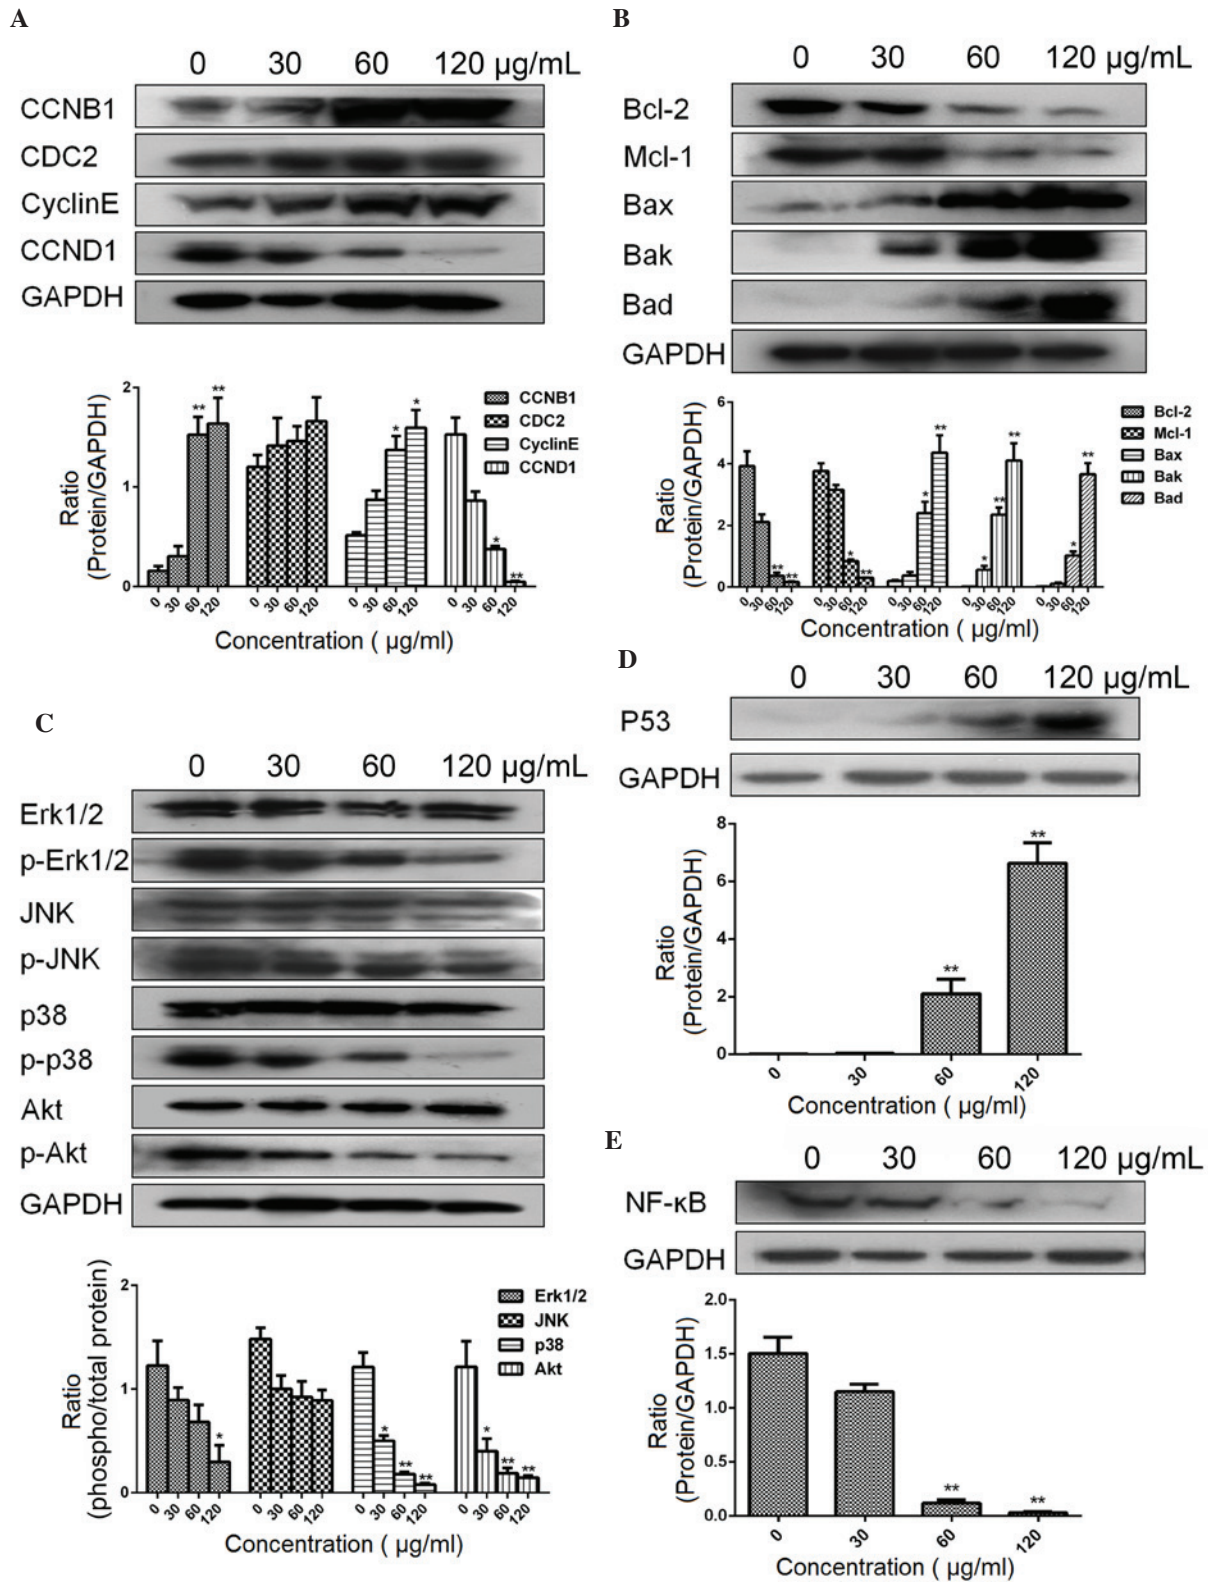 A
0 30 60 120 µg/mL
CCNB1
CDC2
CyclinE
CCND1
GAPDH
Ratio
(Protein/GAPDH)
2
1
0
** ** * * * **
CCNB1
CDC2
CyclinE
CCND1
0 30 60 120 0 30 60 120 0 30 60 120 0 30 60 120
Concentration ( µg/ml)
B
0 30 60 120 µg/mL
Bcl-2
Mcl-1
Bax
Bak
Bad
GAPDH
Ratio
(Protein/GAPDH)
6
4
2
0
** ** * ** * ** * ** ** * **
Bcl-2
Mcl-1
Bax
Bak
Bad
0 30 60 120 0 30 60 120 0 30 60 120 0 30 60 120 0 30 60 120
Concentration ( µg/ml)
C
0 30 60 120 µg/mL
Erk1/2
p-Erk1/2
JNK
p-JNK
p38
p-p38
Akt
p-Akt
GAPDH
Ratio
(phospho/total protein)
2
1
0
* * ** ** * ** **
Erk1/2
JNK
p38
Akt
0 30 60 120 0 30 60 120 0 30 60 120 0 30 60 120
Concentration ( µg/ml)
D
0 30 60 120 µg/mL
P53
GAPDH
Ratio
(Protein/GAPDH)
8
6
4
2
0
** **
0 30 60 120
Concentration ( µg/ml)
E
0 30 60 120 µg/mL
NF-κB
GAPDH
Ratio
(Protein/GAPDH)
2.0
1.5
1.0
0.5
0.0
** **
0 30 60 120
Concentration ( µg/ml)